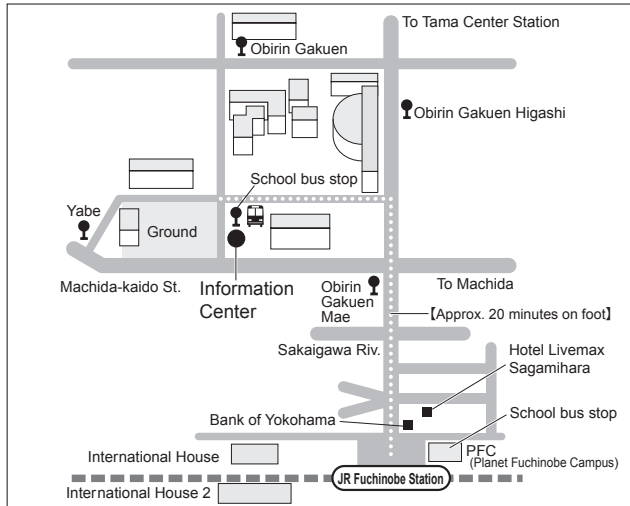 To Tama Center Station
Obirin Gakuen
Obirin Gakuen Higashi
School bus stop
Yabe
Ground
Machida-kaido St.
Information
Center
Obirin
Gakuen
Mae
To Machida
【Approx. 20 minutes on foot】
Sakaigawa Riv.
Hotel Livemax
Sagamihara
Bank of Yokohama
School bus stop
International House
PFC
(Planet Fuchinobe Campus)
JR Fuchinobe Station
International House 2